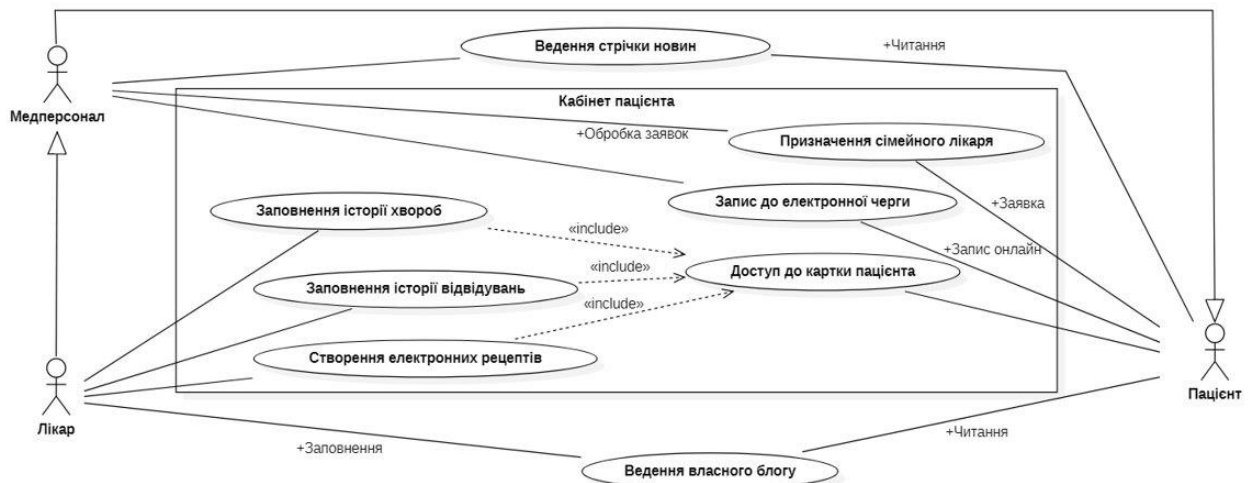 Ведення стрічки новин
+Читання
Медперсонал
Кабінет пацієнта
+Обробка заявок
Призначення сімейного лікаря
Заповнення історії хвороб
Запис до електронної черги
+Заявка
«include»
+Запис онлайн
«include»
Доступ до картки пацієнта
Заповнення історії відвідувань
«include»
Створення електронних рецептів
Пацієнт
Лікар
+Заповнення
+Читання
Ведення власного блогу